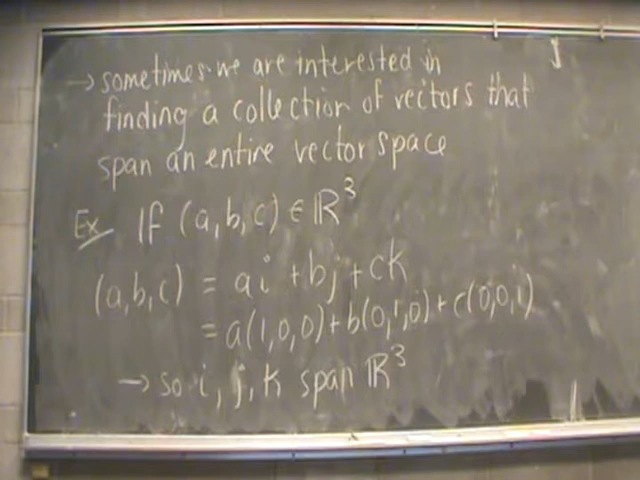 → sometimes we are interested in
finding a collection of vectors that
span an entire vector space
Ex If (a,b,c) ∈ ℝ³
(a,b,c) = ai + bj + ck
= a(1,0,0) + b(0,1,0) + c(0,0,1)
→ so i, j, k span ℝ³